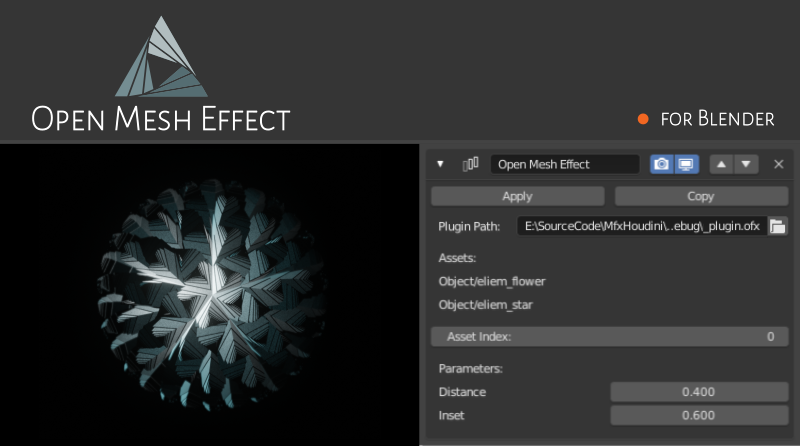 OPEN MESH EFFECT
FOR BLENDER
Open Mesh Effect
Apply
Copy
Plugin Path: E:\SourceCode\MfxHoudini\..ebug\_plugin.ofx
Assets:
Object/eliem_flower
Object/eliem_star
Asset Index: 0
Parameters:
Distance 0.400
Inset 0.600